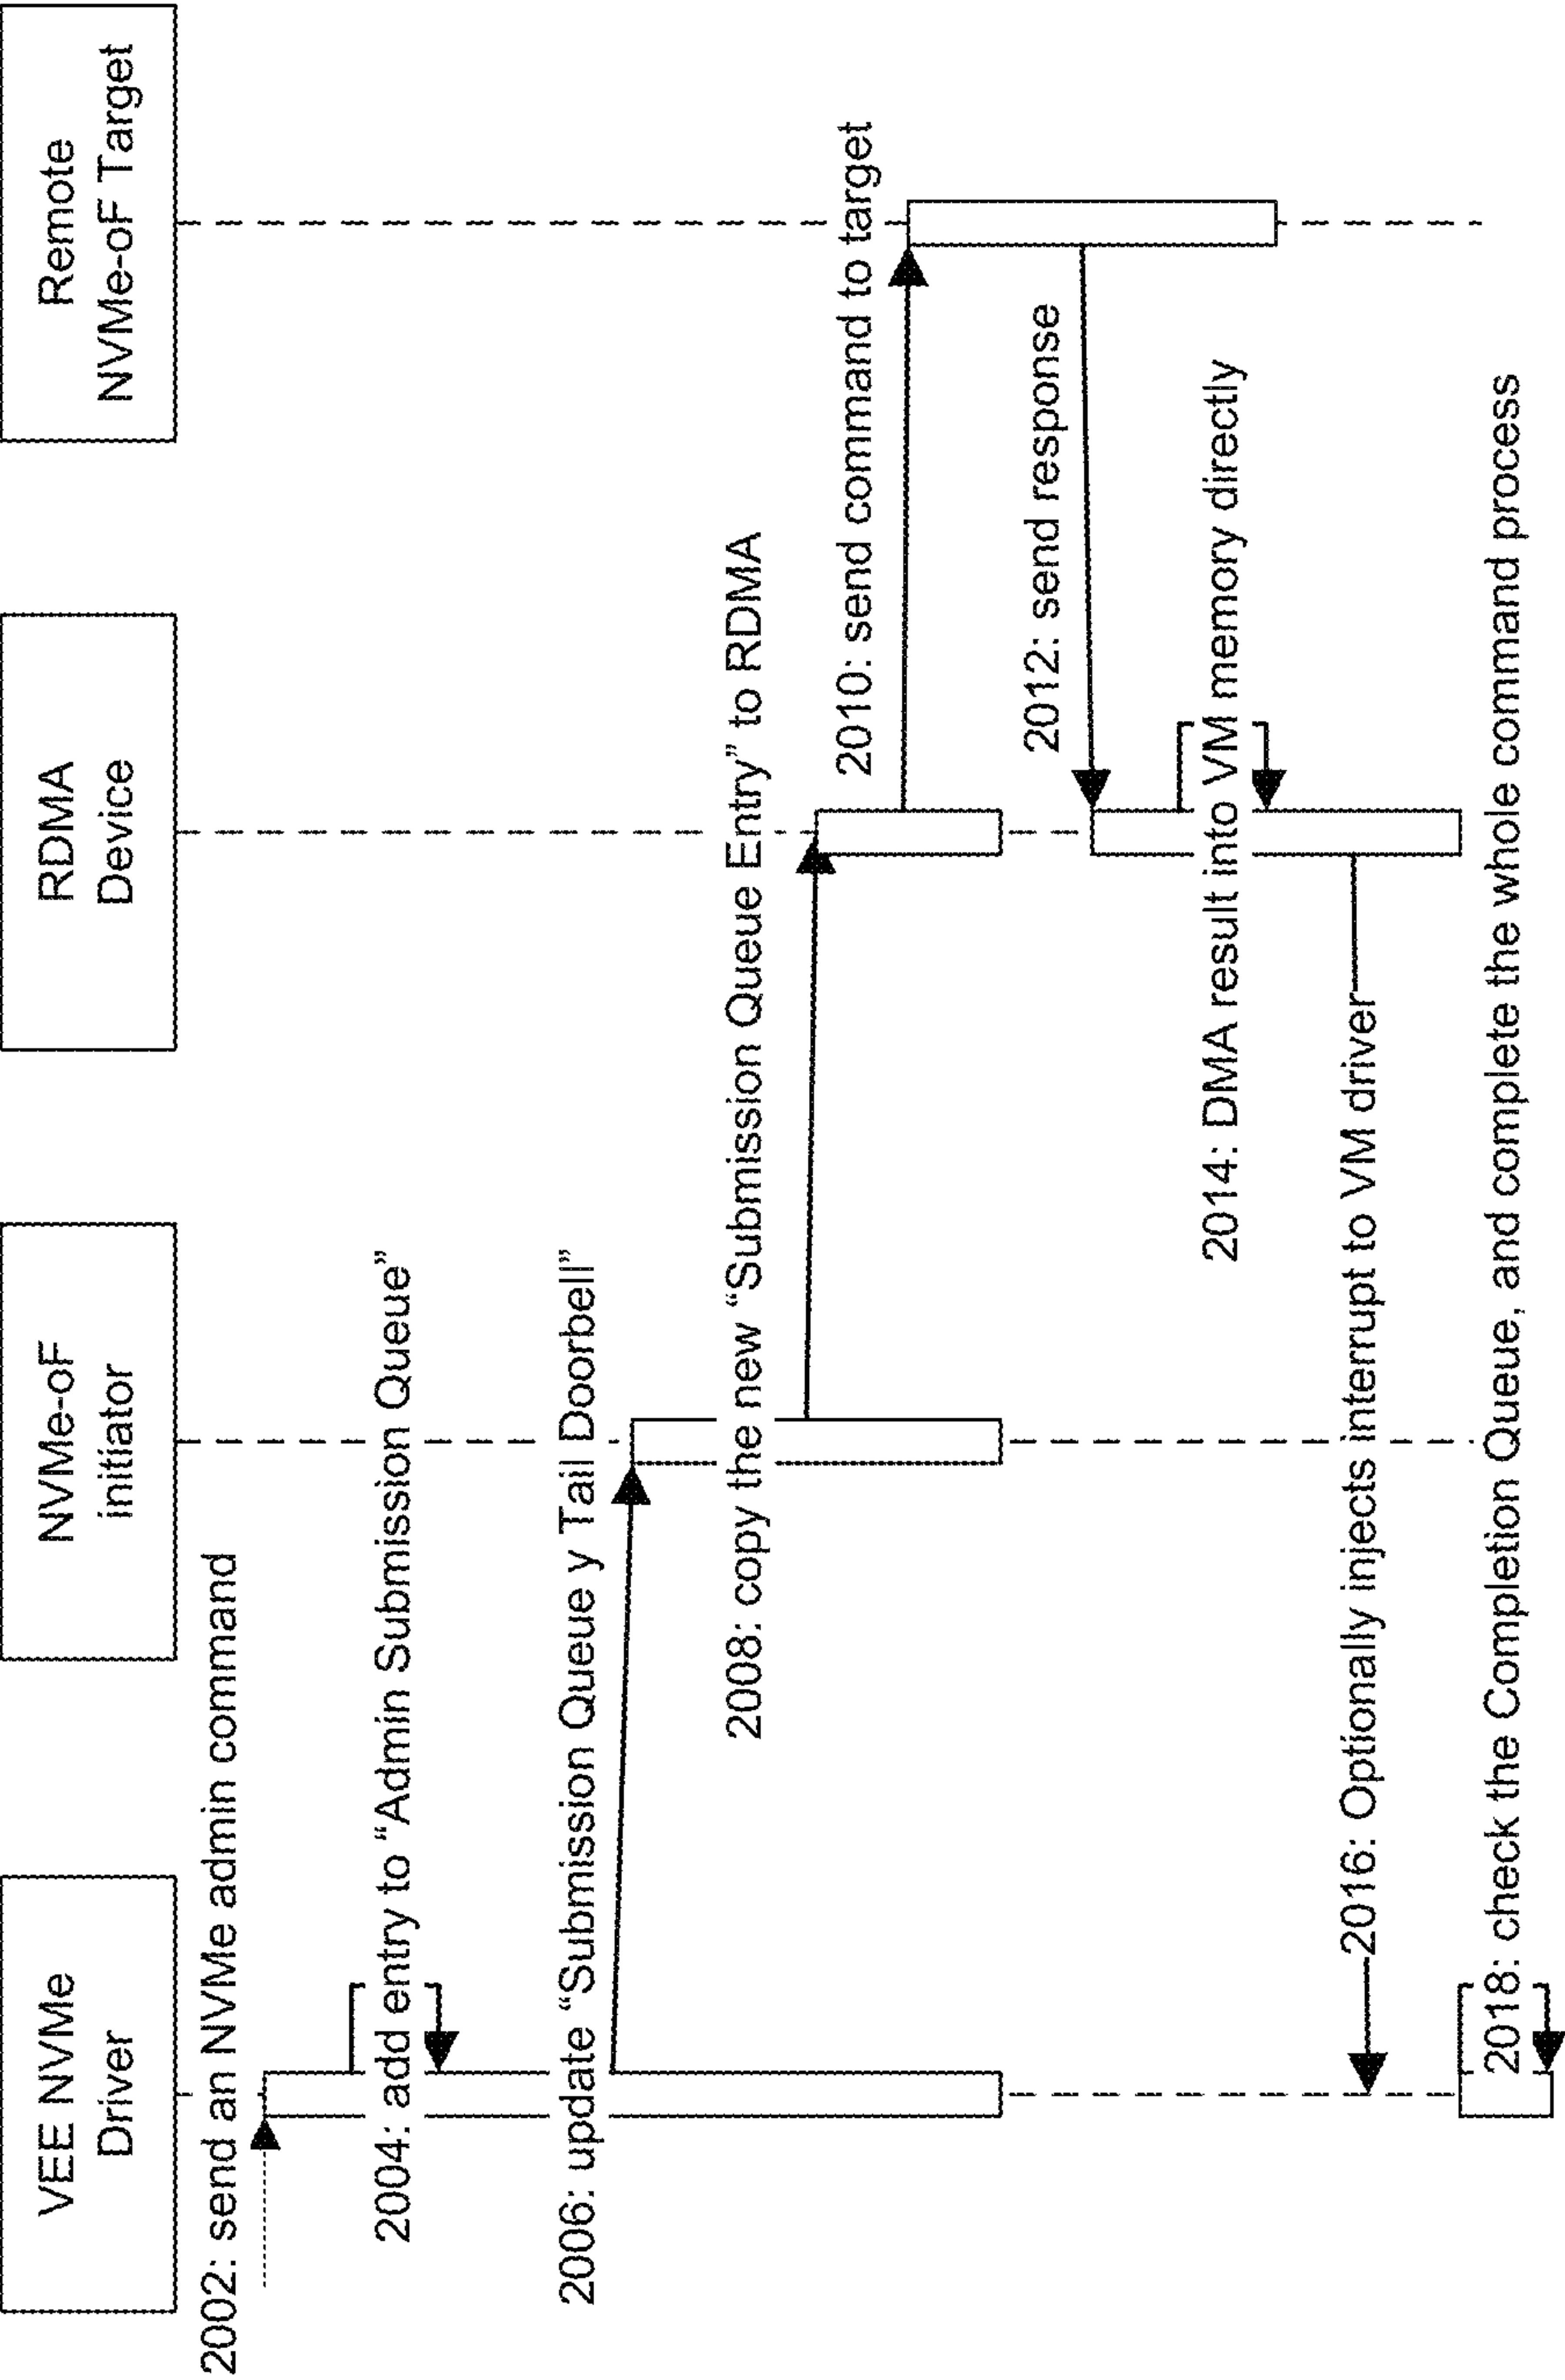 VEE NVMe
Driver
NVMe-oF
initiator
RDMA
Device
Remote
NVMe-oF Target
2002: send an NVMe admin command
2004: add entry to “Admin Submission Queue”
2006: update “Submission Queue y Tail Doorbell”
2008: copy the new “Submission Queue Entry” to RDMA
2010: send command to target
2012: send response
2014: DMA result into VM memory directly
2016: Optionally injects interrupt to VM driver
2018: check the Completion Queue, and complete the whole command process